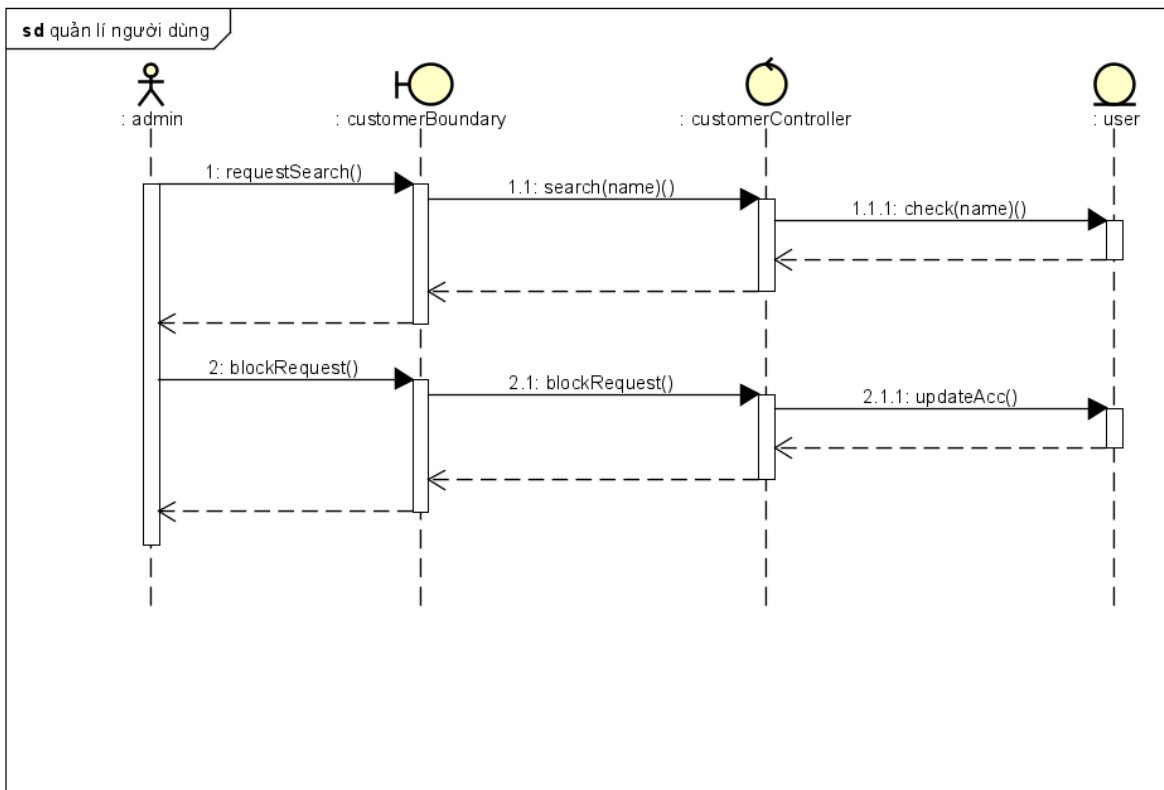 sd quản lí người dùng
: admin
: customerBoundary
: customerController
: user
1: requestSearch()
1.1: search(name)()
1.1.1: check(name)()
2: blockRequest()
2.1: blockRequest()
2.1.1: updateAcc()